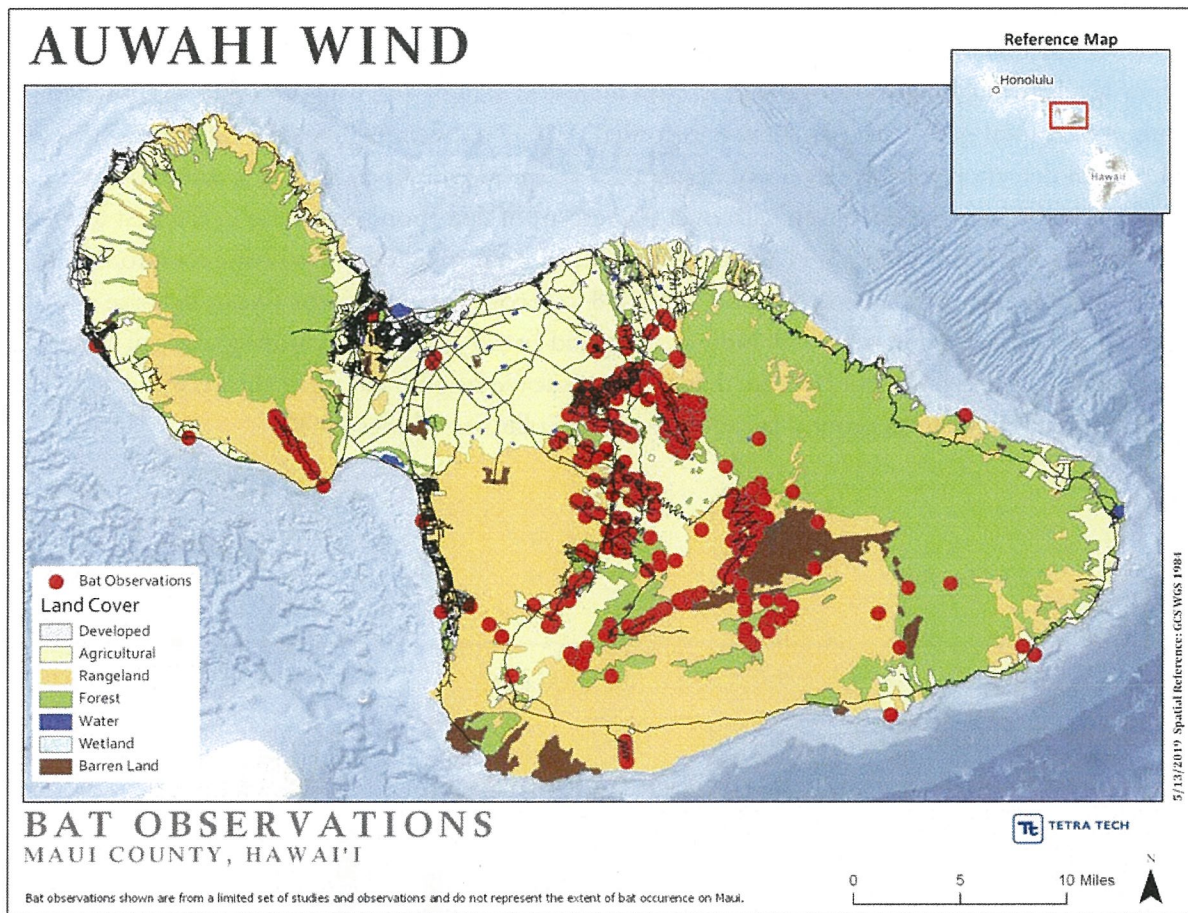 AUWAHI WIND
Reference Map
Honolulu
Hawaii
Bat Observations
Land Cover
Developed
Agricultural
Rangeland
Forest
Water
Wetland
Barren Land
5/13/2019 Spatial Reference: GCS WGS 1984
BAT OBSERVATIONS
MAUI COUNTY, HAWAI'I
Tt TETRA TECH
N
0 5 10 Miles
Bat observations shown are from a limited set of studies and observations and do not represent the extent of bat occurence on Maui.